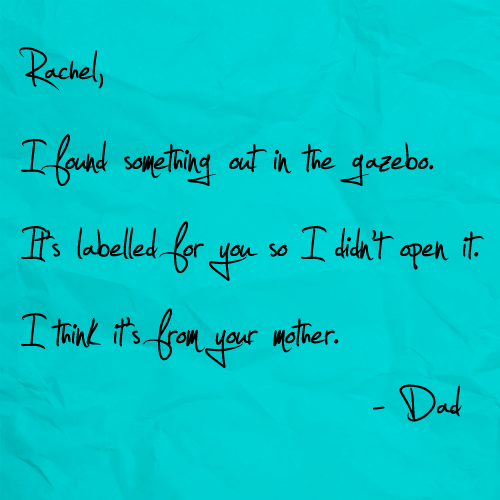 Rachel,
I found something out in the gazebo.
It's labelled for you so I didn't open it.
I think it's from your mother.
- Dad